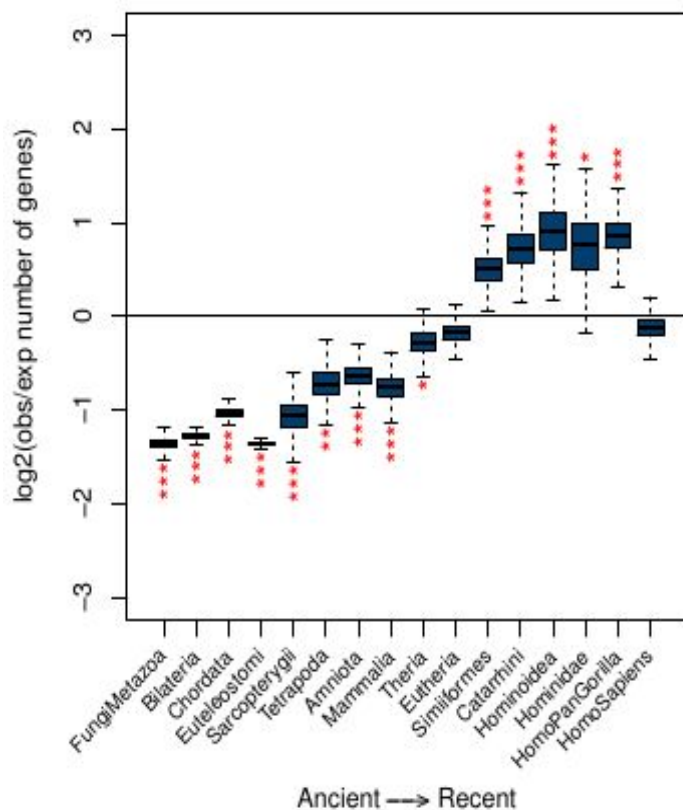 log2(obs/exp number of genes)
3
2
1
0
−1
−2
−3
FungiMetazoa
Bilateria
Chordata
Euteleostomi
Sarcopterygii
Tetrapoda
Amniota
Mammalia
Theria
Eutheria
Simiiformes
Catarrhini
Hominoidea
Hominidae
HomoPanGorilla
HomoSapiens
Ancient ---> Recent